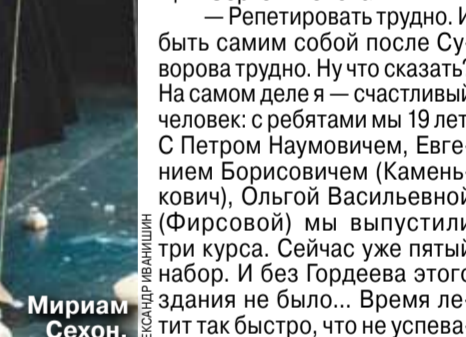 — Репетировать трудно. И
быть самим собой после Су-
ворова трудно. Ну что сказать?
На самом деле я — счастливый
человек: с ребятами мы 19 лет
С Петром Наумовичем, Евге-
нием Борисовичем (Камень-
кович), Ольгой Васильевной
(Фирсовой) мы выпустили
три курса. Сейчас уже пятый
набор. И без Гордеева этого
здания не было... Время ле-
тит так быстро, что не успева-
Мириам
Сехон.
ЕКСАНДР ИВАНИШИН